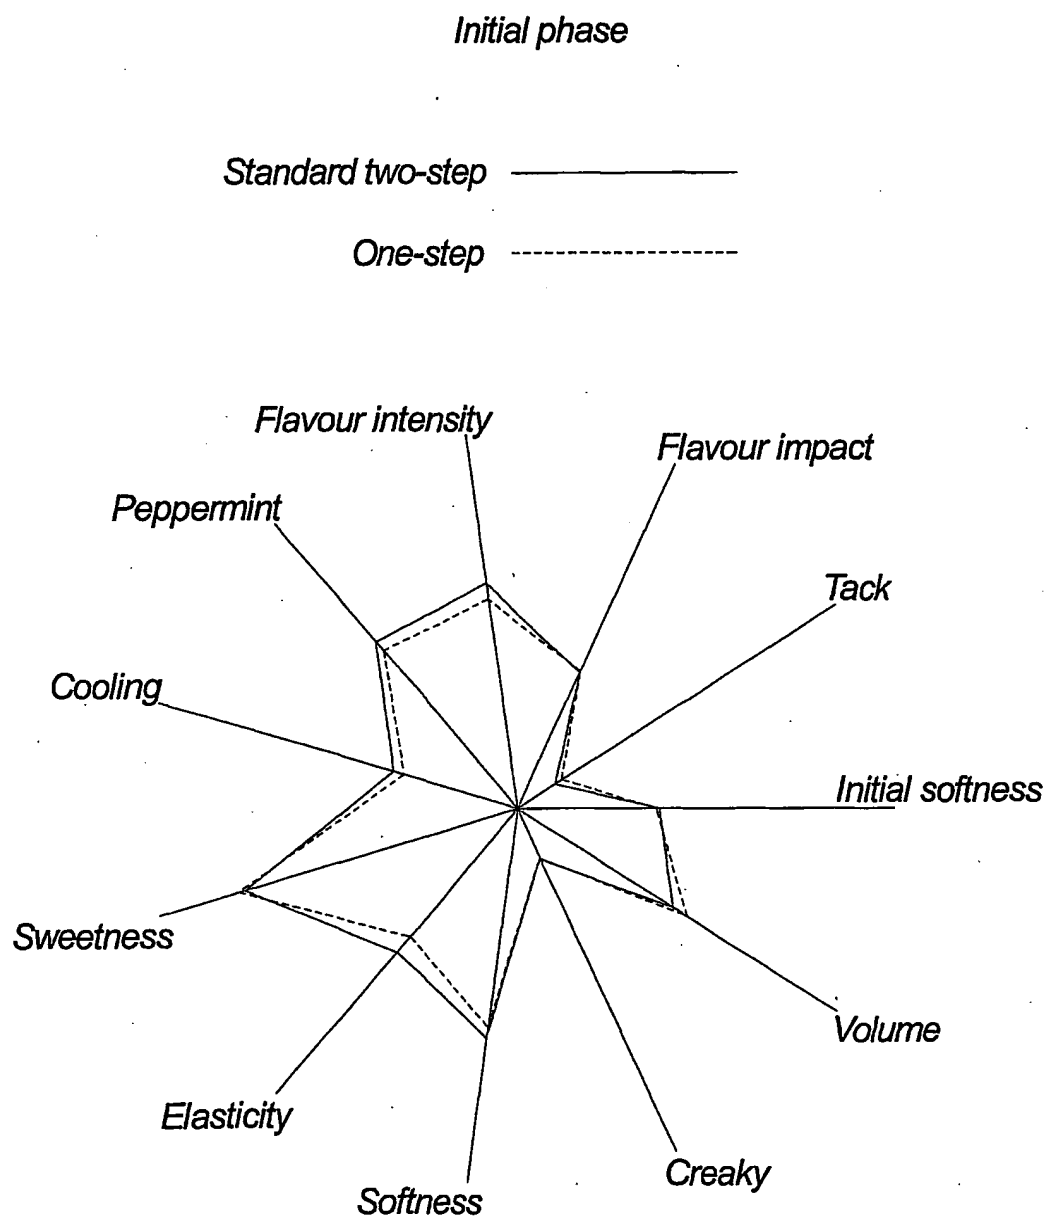 Initial phase
Standard two-step
One-step
Flavour intensity
Flavour impact
Peppermint
Tack
Cooling
Initial softness
Sweetness
Volume
Elasticity
Creaky
Softness